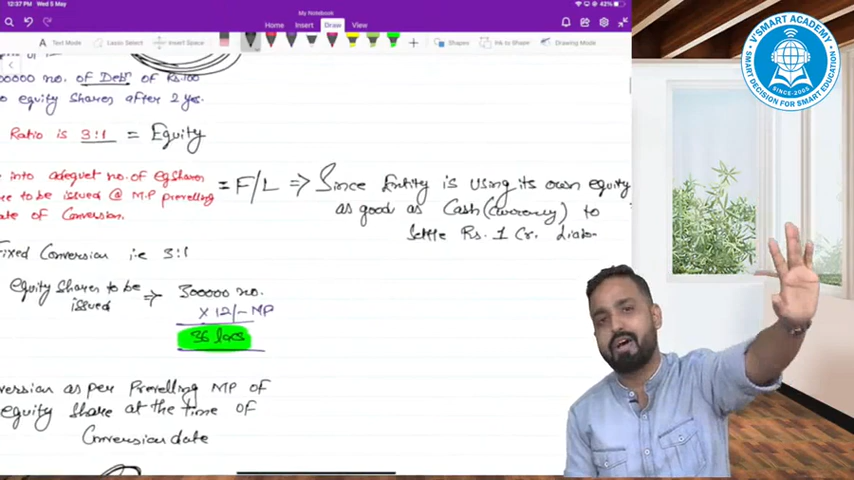 12:37 PM Wed 5 May
My Notebook
42%
Home Insert Draw View
Text Mode
Lasso Select
Insert Space
Shapes
Ink to Shape
Drawing Mode
00000 no. of Debt of Rs.100
o equity shares after 2 yrs.
Ratio is 3:1 = Equity
e into adequet no. of eq shares
re to be issued @ M.P prevelling
ate of Conversion.
= F/L ⇒ Since Entity is using its own equity
as good as Cash (currency) to
Settle Rs. 1 Cr.
Fixed Conversion i.e 3:1
equity shares to be
issued ⇒ 300000 no.
X 12/- MP
36 lacs
version as per Prevelling MP of
equity share at the time of
Conversion date
V'SMART ACADEMY
SINCE-2005
SMART DECISION FOR SMART EDUCATION